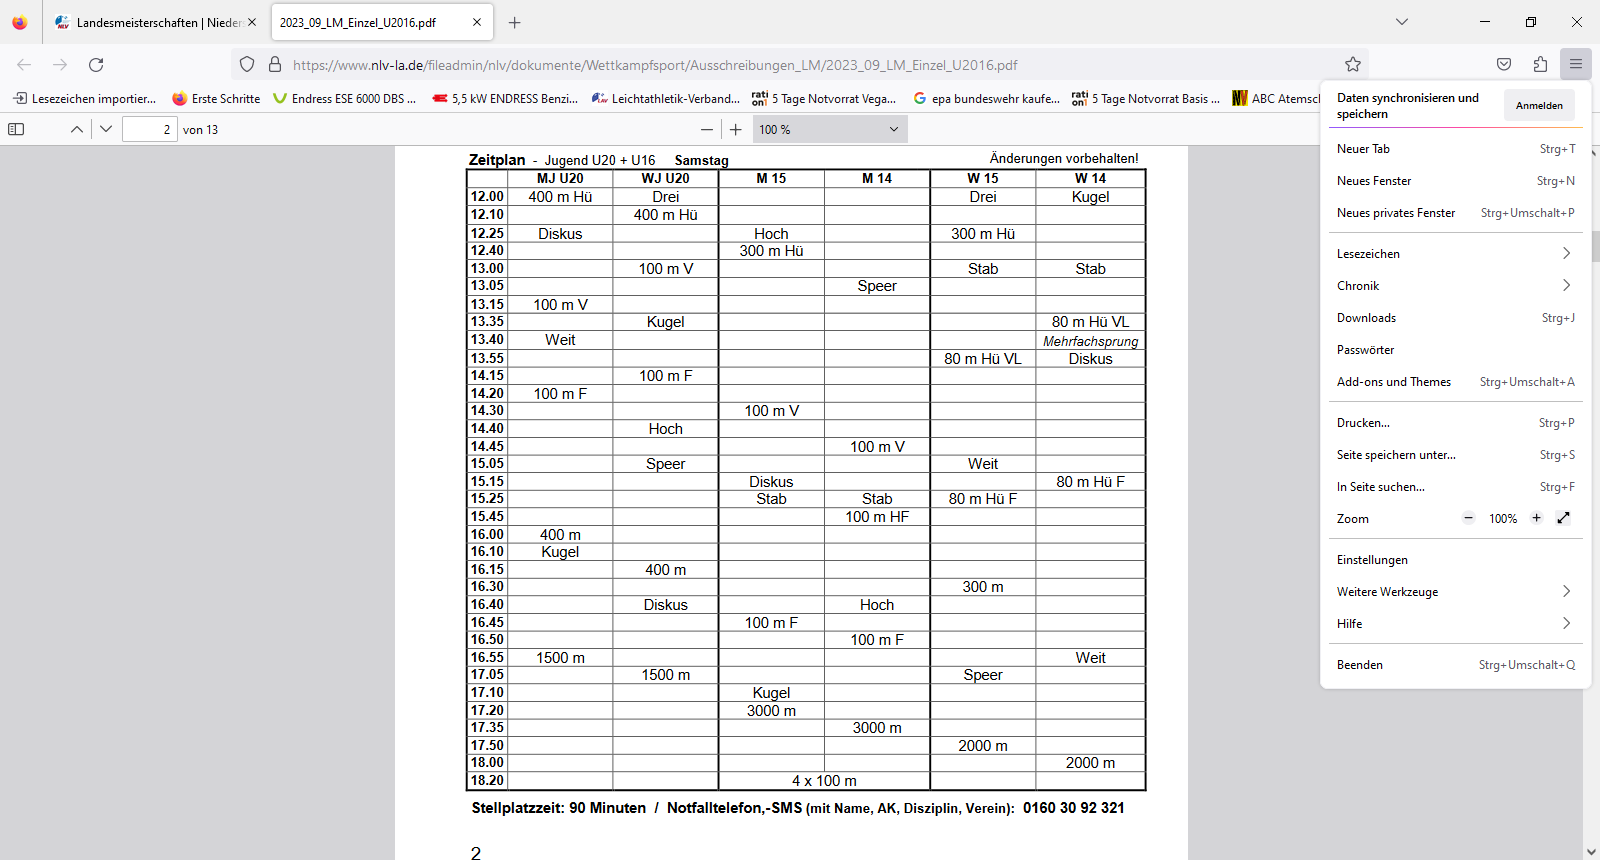 Landesmeisterschaften | Nieders
2023_09_LM_Einzel_U2016.pdf
https://www.nlv-la.de/fileadmin/nlv/dokumente/Wettkampfsport/Ausschreibungen_LM/2023_09_LM_Einzel_U2016.pdf
Lesezeichen importier... Erste Schritte Endress ESE 6000 DBS ... 5,5 kW ENDRESS Benzi... Leichtathletik-Verband... 5 Tage Notvorrat Vega... epa bundeswehr kaufe... 5 Tage Notvorrat Basis ... ABC Atemsch
2 von 13
100 %
Zeitplan - Jugend U20 + U16 Samstag Änderungen vorbehalten!
MJ U20 WJ U20 M 15 M 14 W 15 W 14
12.00 400 m Hü Drei Drei Kugel
12.10 400 m Hü
12.25 Diskus Hoch 300 m Hü
12.40 300 m Hü
13.00 100 m V Stab Stab
13.05 Speer
13.15 100 m V
13.35 Kugel 80 m Hü VL
13.40 Weit Mehrfachsprung
13.55 80 m Hü VL Diskus
14.15 100 m F
14.20 100 m F
14.30 100 m V
14.40 Hoch
14.45 100 m V
15.05 Speer Weit
15.15 Diskus 80 m Hü F
15.25 Stab Stab 80 m Hü F
15.45 100 m HF
16.00 400 m
16.10 Kugel
16.15 400 m
16.30 300 m
16.40 Diskus Hoch
16.45 100 m F
16.50 100 m F
16.55 1500 m Weit
17.05 1500 m Speer
17.10 Kugel
17.20 3000 m
17.35 3000 m
17.50 2000 m
18.00 2000 m
18.20 4 x 100 m
Stellplatzzeit: 90 Minuten / Notfalltelefon,-SMS (mit Name, AK, Disziplin, Verein): 0160 30 92 321
2
Daten synchronisieren und
speichern
Anmelden
Neuer Tab Strg+T
Neues Fenster Strg+N
Neues privates Fenster Strg+Umschalt+P
Lesezeichen
Chronik
Downloads Strg+J
Passwörter
Add-ons und Themes Strg+Umschalt+A
Drucken... Strg+P
Seite speichern unter... Strg+S
In Seite suchen... Strg+F
Zoom 100%
Einstellungen
Weitere Werkzeuge
Hilfe
Beenden Strg+Umschalt+Q